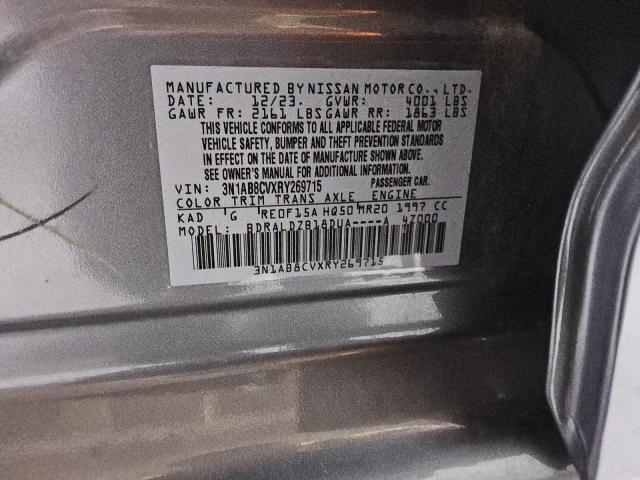 MANUFACTURED BY NISSAN MOTOR CO., LTD.
DATE: 12/23. GVWR: 4001 LBS
GAWR FR: 2161 LBS GAWR RR: 1863 LBS
THIS VEHICLE CONFORMS TO ALL APPLICABLE FEDERAL MOTOR
VEHICLE SAFETY, BUMPER AND THEFT PREVENTION STANDARDS
IN EFFECT ON THE DATE OF MANUFACTURE SHOWN ABOVE.
SEE OWNER'S MANUAL FOR ADDITIONAL INFORMATION.
VIN: 3N1AB8CVXRY269715 PASSENGER CAR.
COLOR TRIM TRANS AXLE ENGINE
KAD G RE0F15A HQ50 MR20 1997 CC
MODEL: BDRALDZB18DUA----A 4Z000
3N1AB8CVXRY269715